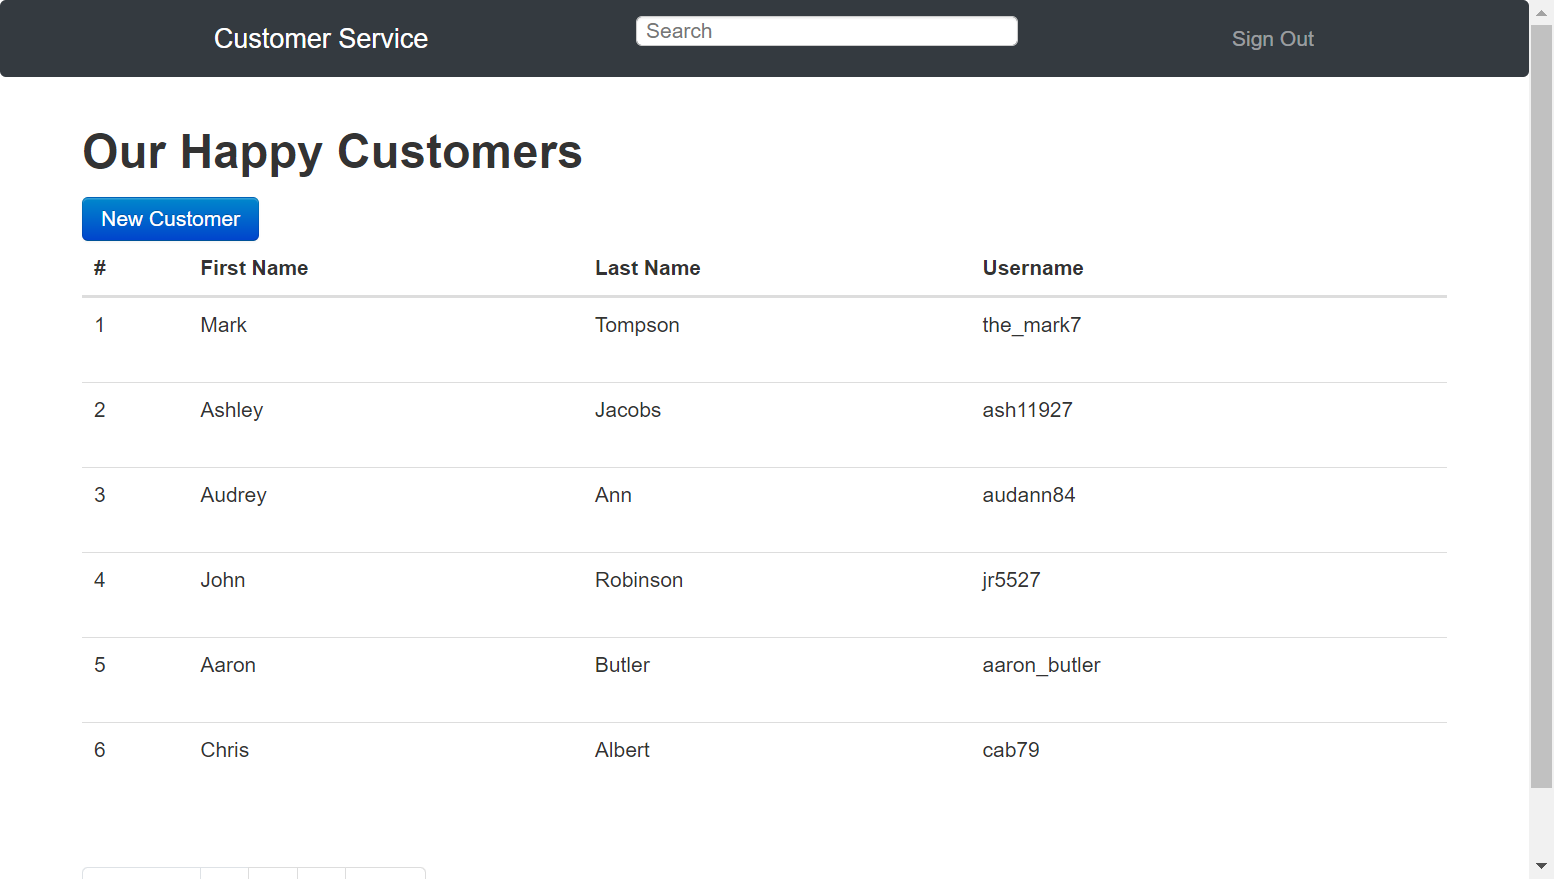 Customer Service Search Sign Out
Our Happy Customers
New Customer
# First Name Last Name Username
1 Mark Tompson the_mark7
2 Ashley Jacobs ash11927
3 Audrey Ann audann84
4 John Robinson jr5527
5 Aaron Butler aaron_butler
6 Chris Albert cab79